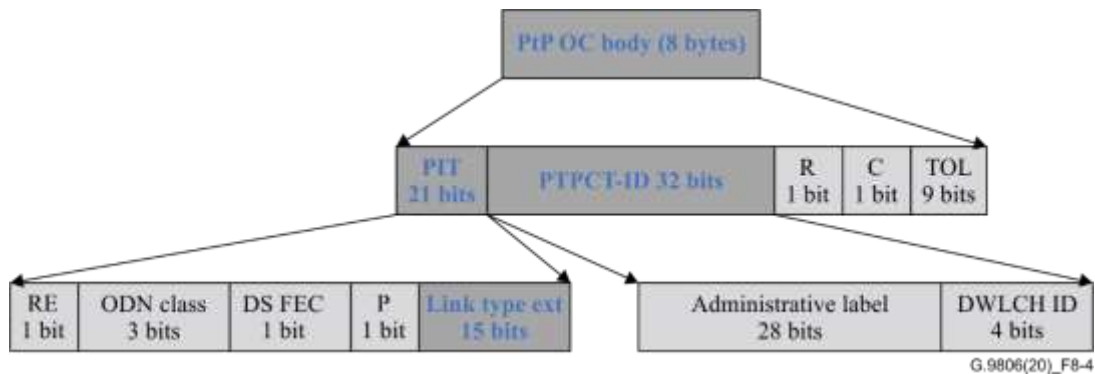 PtP OC body (8 bytes)
PIT
21 bits
PTPCT-ID 32 bits
R
1 bit
C
1 bit
TOL
9 bits
RE
1 bit
ODN class
3 bits
DS FEC
1 bit
P
1 bit
Link type ext
15 bits
Administrative label
28 bits
DWLCH ID
4 bits
G.9806(20)_F8-4